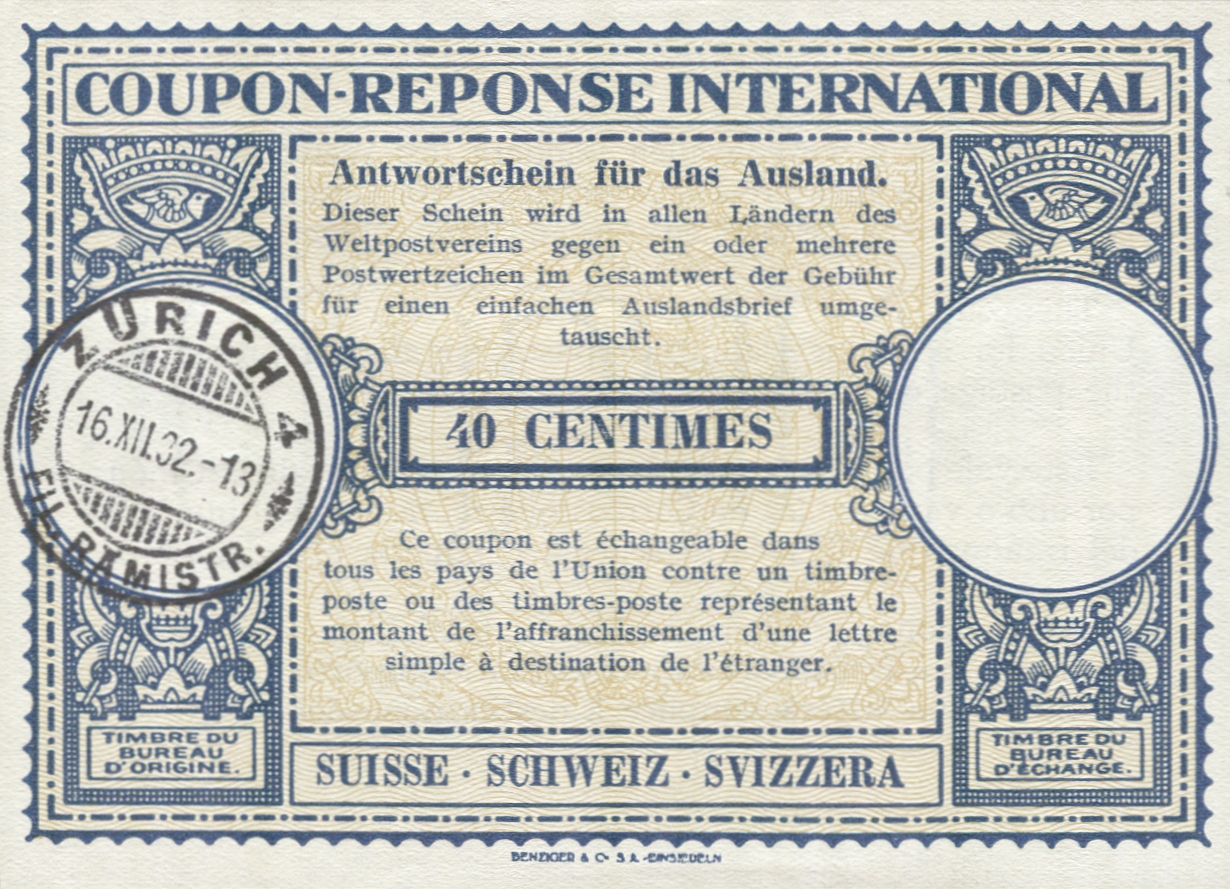 COUPON-REPONSE INTERNATIONAL
Antwortschein für das Ausland.
Dieser Schein wird in allen Ländern des
Weltpostvereins gegen ein oder mehrere
Postwertzeichen im Gesamtwert der Gebühr
für einen einfachen Auslandsbrief umge-
tauscht.
40 CENTIMES
Ce coupon est échangeable dans
tous les pays de l'Union contre un timbre-
poste ou des timbres-poste représentant le
montant de l'affranchissement d'une lettre
simple à destination de l'étranger.
ZÜRICH 4
16.XII.32.-13
FIL. RÄMISTR.
TIMBRE DU
BUREAU
D'ORIGINE.
TIMBRE DU
BUREAU
D'ÉCHANGE.
SUISSE · SCHWEIZ · SVIZZERA
BENZIGER & Co S.A.-EINSIEDELN